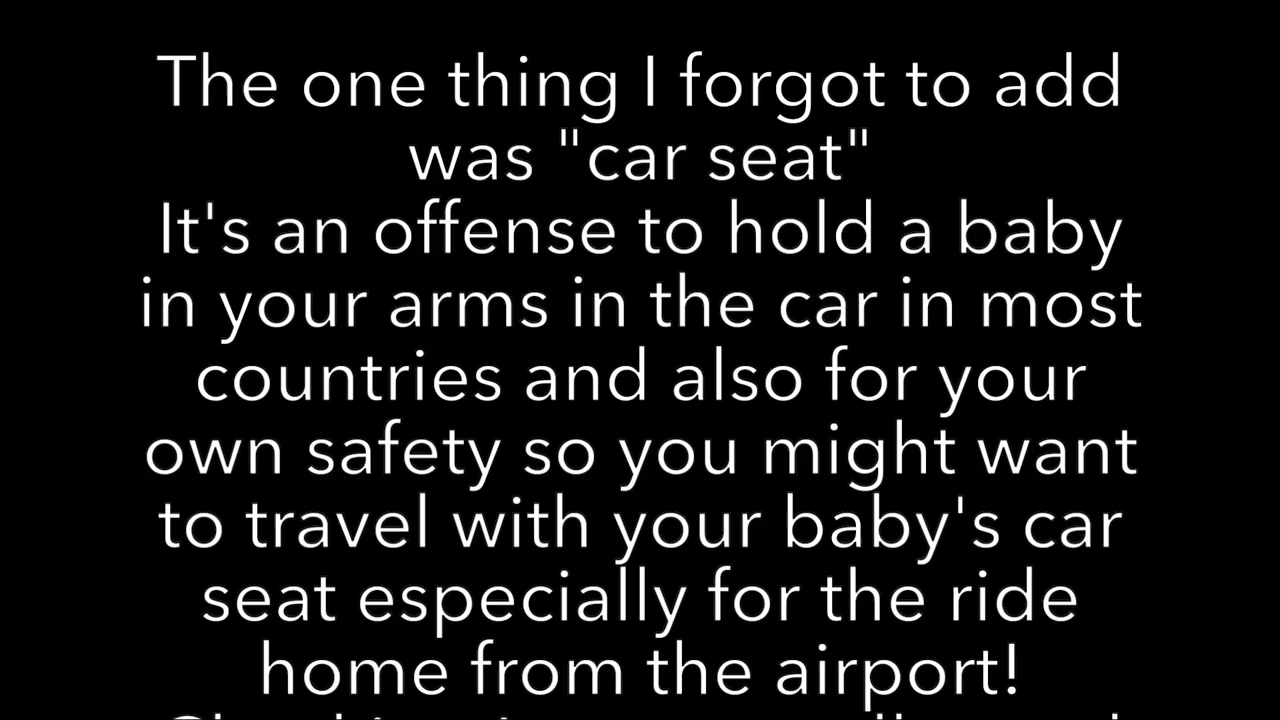 The one thing I forgot to add
was "car seat"
It's an offense to hold a baby
in your arms in the car in most
countries and also for your
own safety so you might want
to travel with your baby's car
seat especially for the ride
home from the airport!